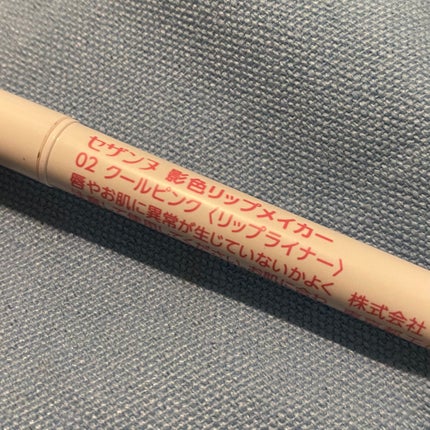 セザンヌ 影色リップメイカー
02 クールピンク〈リップライナー〉
唇やお肌に異常が生じていないかよく
株式会社